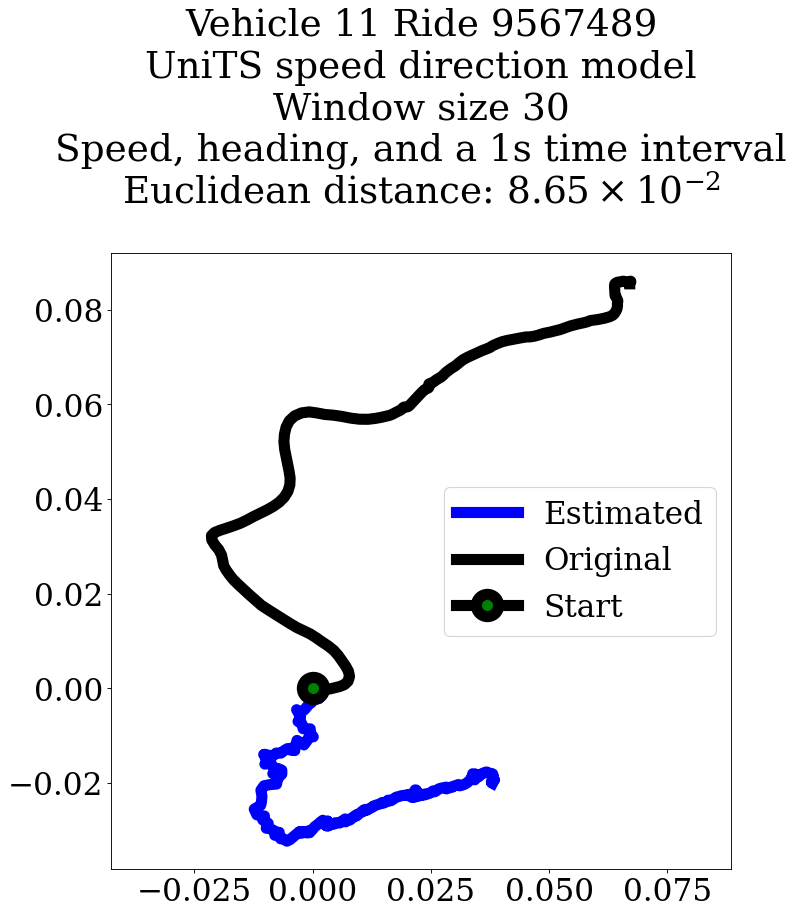 Vehicle 11 Ride 9567489
UniTS speed direction model
Window size 30
Speed, heading, and a 1s time interval
Euclidean distance: 8.65 × 10⁻²
0.08
0.06
0.04
0.02
0.00
−0.02
Estimated
Original
Start
−0.025 0.000 0.025 0.050 0.075